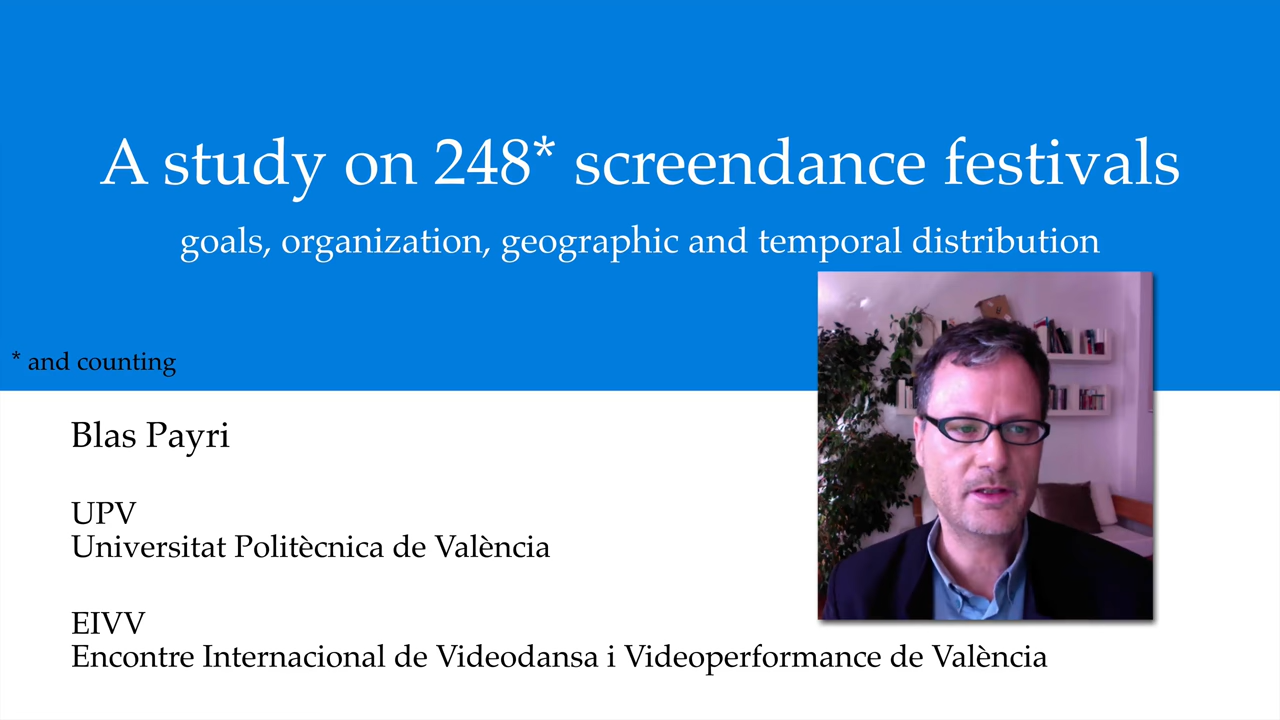 A study on 248* screendance festivals
goals, organization, geographic and temporal distribution
* and counting
Blas Payri
UPV
Universitat Politècnica de València
EIVV
Encontre Internacional de Videodansa i Videoperformance de València